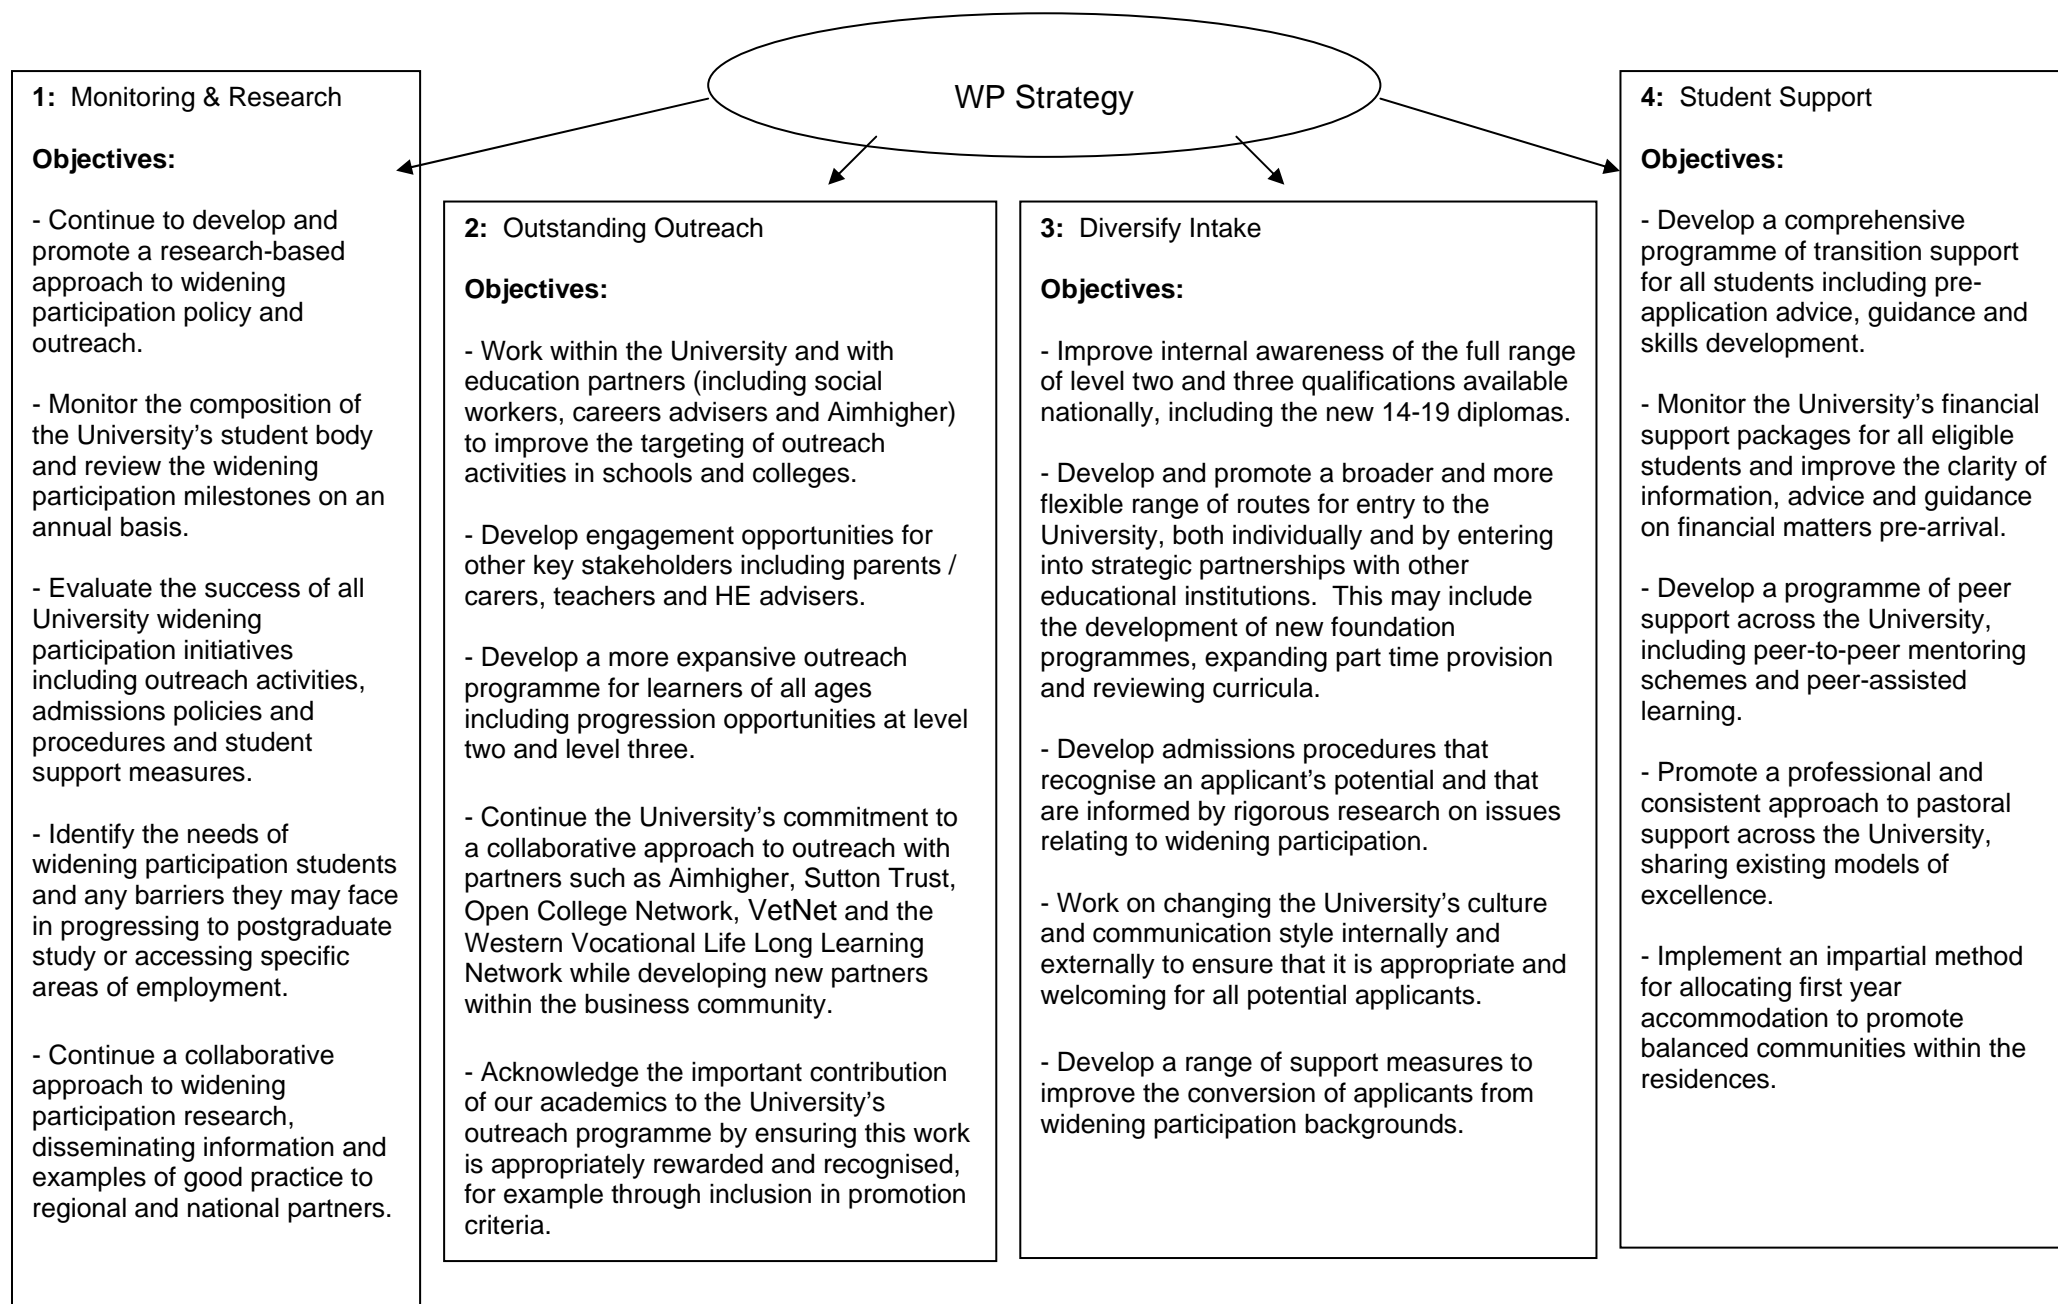 WP Strategy
1: Monitoring & Research
Objectives:
- Continue to develop and
promote a research-based
approach to widening
participation policy and
outreach.
- Monitor the composition of
the University’s student body
and review the widening
participation milestones on an
annual basis.
- Evaluate the success of all
University widening
participation initiatives
including outreach activities,
admissions policies and
procedures and student
support measures.
- Identify the needs of
widening participation students
and any barriers they may face
in progressing to postgraduate
study or accessing specific
areas of employment.
- Continue a collaborative
approach to widening
participation research,
disseminating information and
examples of good practice to
regional and national partners.
2: Outstanding Outreach
Objectives:
- Work within the University and with
education partners (including social
workers, careers advisers and Aimhigher)
to improve the targeting of outreach
activities in schools and colleges.
- Develop engagement opportunities for
other key stakeholders including parents /
carers, teachers and HE advisers.
- Develop a more expansive outreach
programme for learners of all ages
including progression opportunities at level
two and level three.
- Continue the University’s commitment to
a collaborative approach to outreach with
partners such as Aimhigher, Sutton Trust,
Open College Network, VetNet and the
Western Vocational Life Long Learning
Network while developing new partners
within the business community.
- Acknowledge the important contribution
of our academics to the University’s
outreach programme by ensuring this work
is appropriately rewarded and recognised,
for example through inclusion in promotion
criteria.
3: Diversify Intake
Objectives:
- Improve internal awareness of the full range
of level two and three qualifications available
nationally, including the new 14-19 diplomas.
- Develop and promote a broader and more
flexible range of routes for entry to the
University, both individually and by entering
into strategic partnerships with other
educational institutions. This may include
the development of new foundation
programmes, expanding part time provision
and reviewing curricula.
- Develop admissions procedures that
recognise an applicant’s potential and that
are informed by rigorous research on issues
relating to widening participation.
- Work on changing the University’s culture
and communication style internally and
externally to ensure that it is appropriate and
welcoming for all potential applicants.
- Develop a range of support measures to
improve the conversion of applicants from
widening participation backgrounds.
4: Student Support
Objectives:
- Develop a comprehensive
programme of transition support
for all students including pre-
application advice, guidance and
skills development.
- Monitor the University’s financial
support packages for all eligible
students and improve the clarity of
information, advice and guidance
on financial matters pre-arrival.
- Develop a programme of peer
support across the University,
including peer-to-peer mentoring
schemes and peer-assisted
learning.
- Promote a professional and
consistent approach to pastoral
support across the University,
sharing existing models of
excellence.
- Implement an impartial method
for allocating first year
accommodation to promote
balanced communities within the
residences.